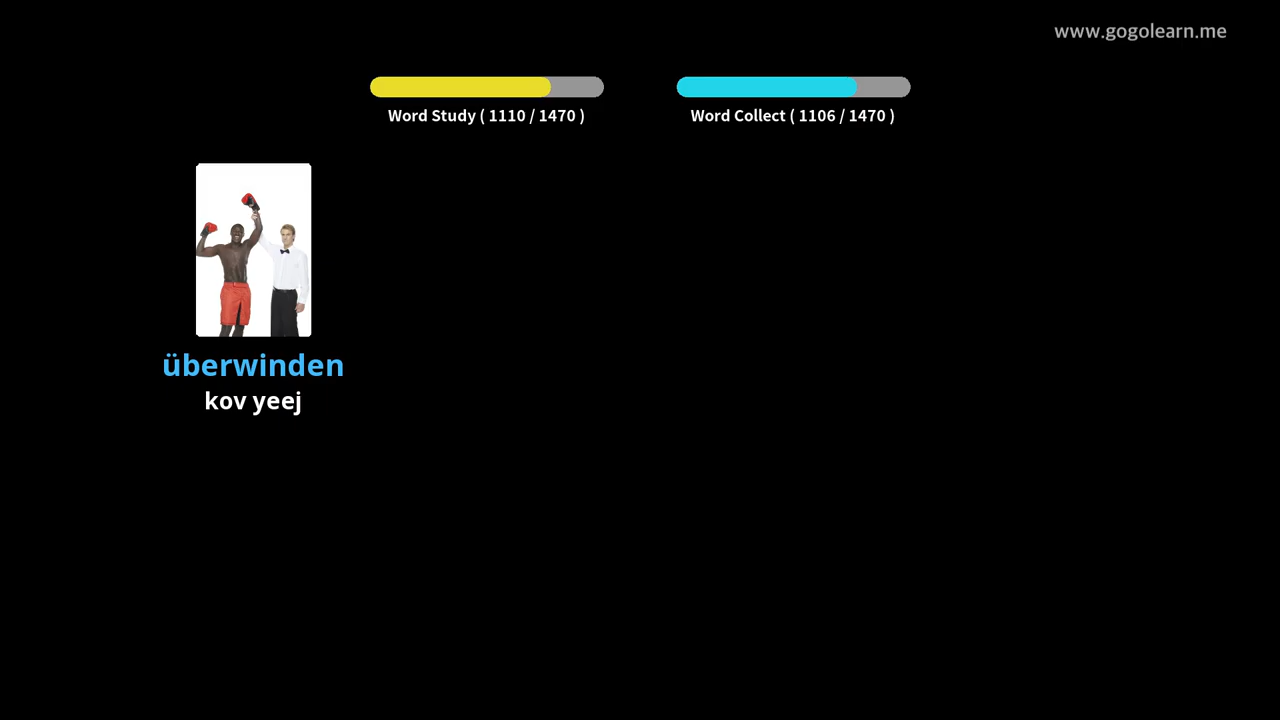 www.gogolearn.me
Word Study ( 1110 / 1470 )
Word Collect ( 1106 / 1470 )
überwinden
kov yeej